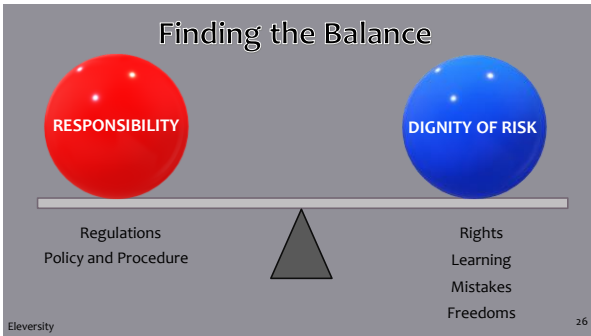 Finding the Balance
RESPONSIBILITY
DIGNITY OF RISK
Regulations
Policy and Procedure
Rights
Learning
Mistakes
Freedoms
Eleversity
26